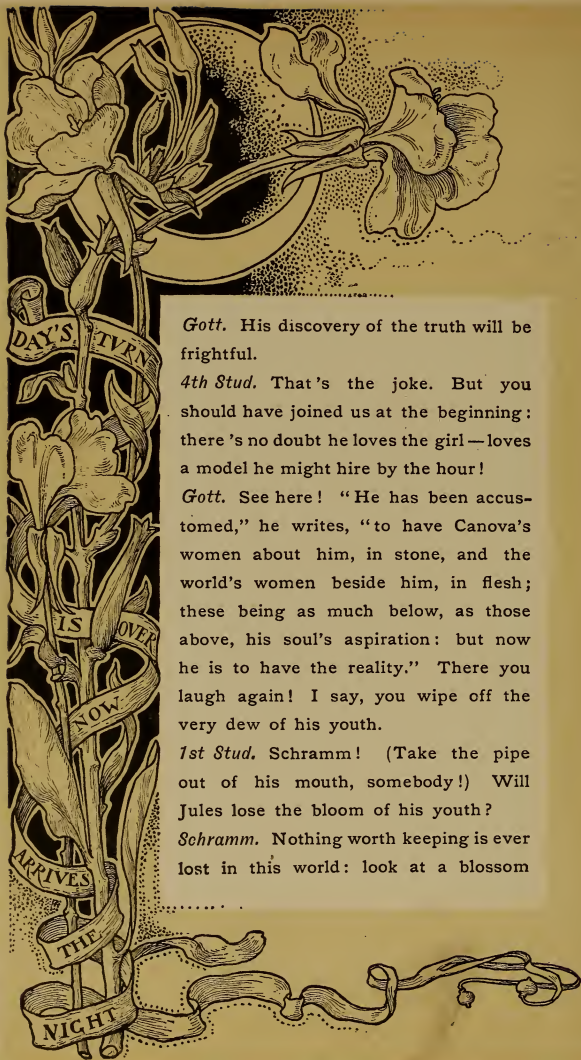 DAY'S TVRN
IS OVER
NOW.
ARRIVES
THE
NIGHT
Gott. His discovery of the truth will be
frightful.
4th Stud. That's the joke. But you
should have joined us at the beginning:
there's no doubt he loves the girl—loves
a model he might hire by the hour!
Gott. See here! "He has been accus-
tomed," he writes, "to have Canova's
women about him, in stone, and the
world's women beside him, in flesh;
these being as much below, as those
above, his soul's aspiration: but now
he is to have the reality." There you
laugh again! I say, you wipe off the
very dew of his youth.
1st Stud. Schramm! (Take the pipe
out of his mouth, somebody!) Will
Jules lose the bloom of his youth?
Schramm. Nothing worth keeping is ever
lost in this world: look at a blossom